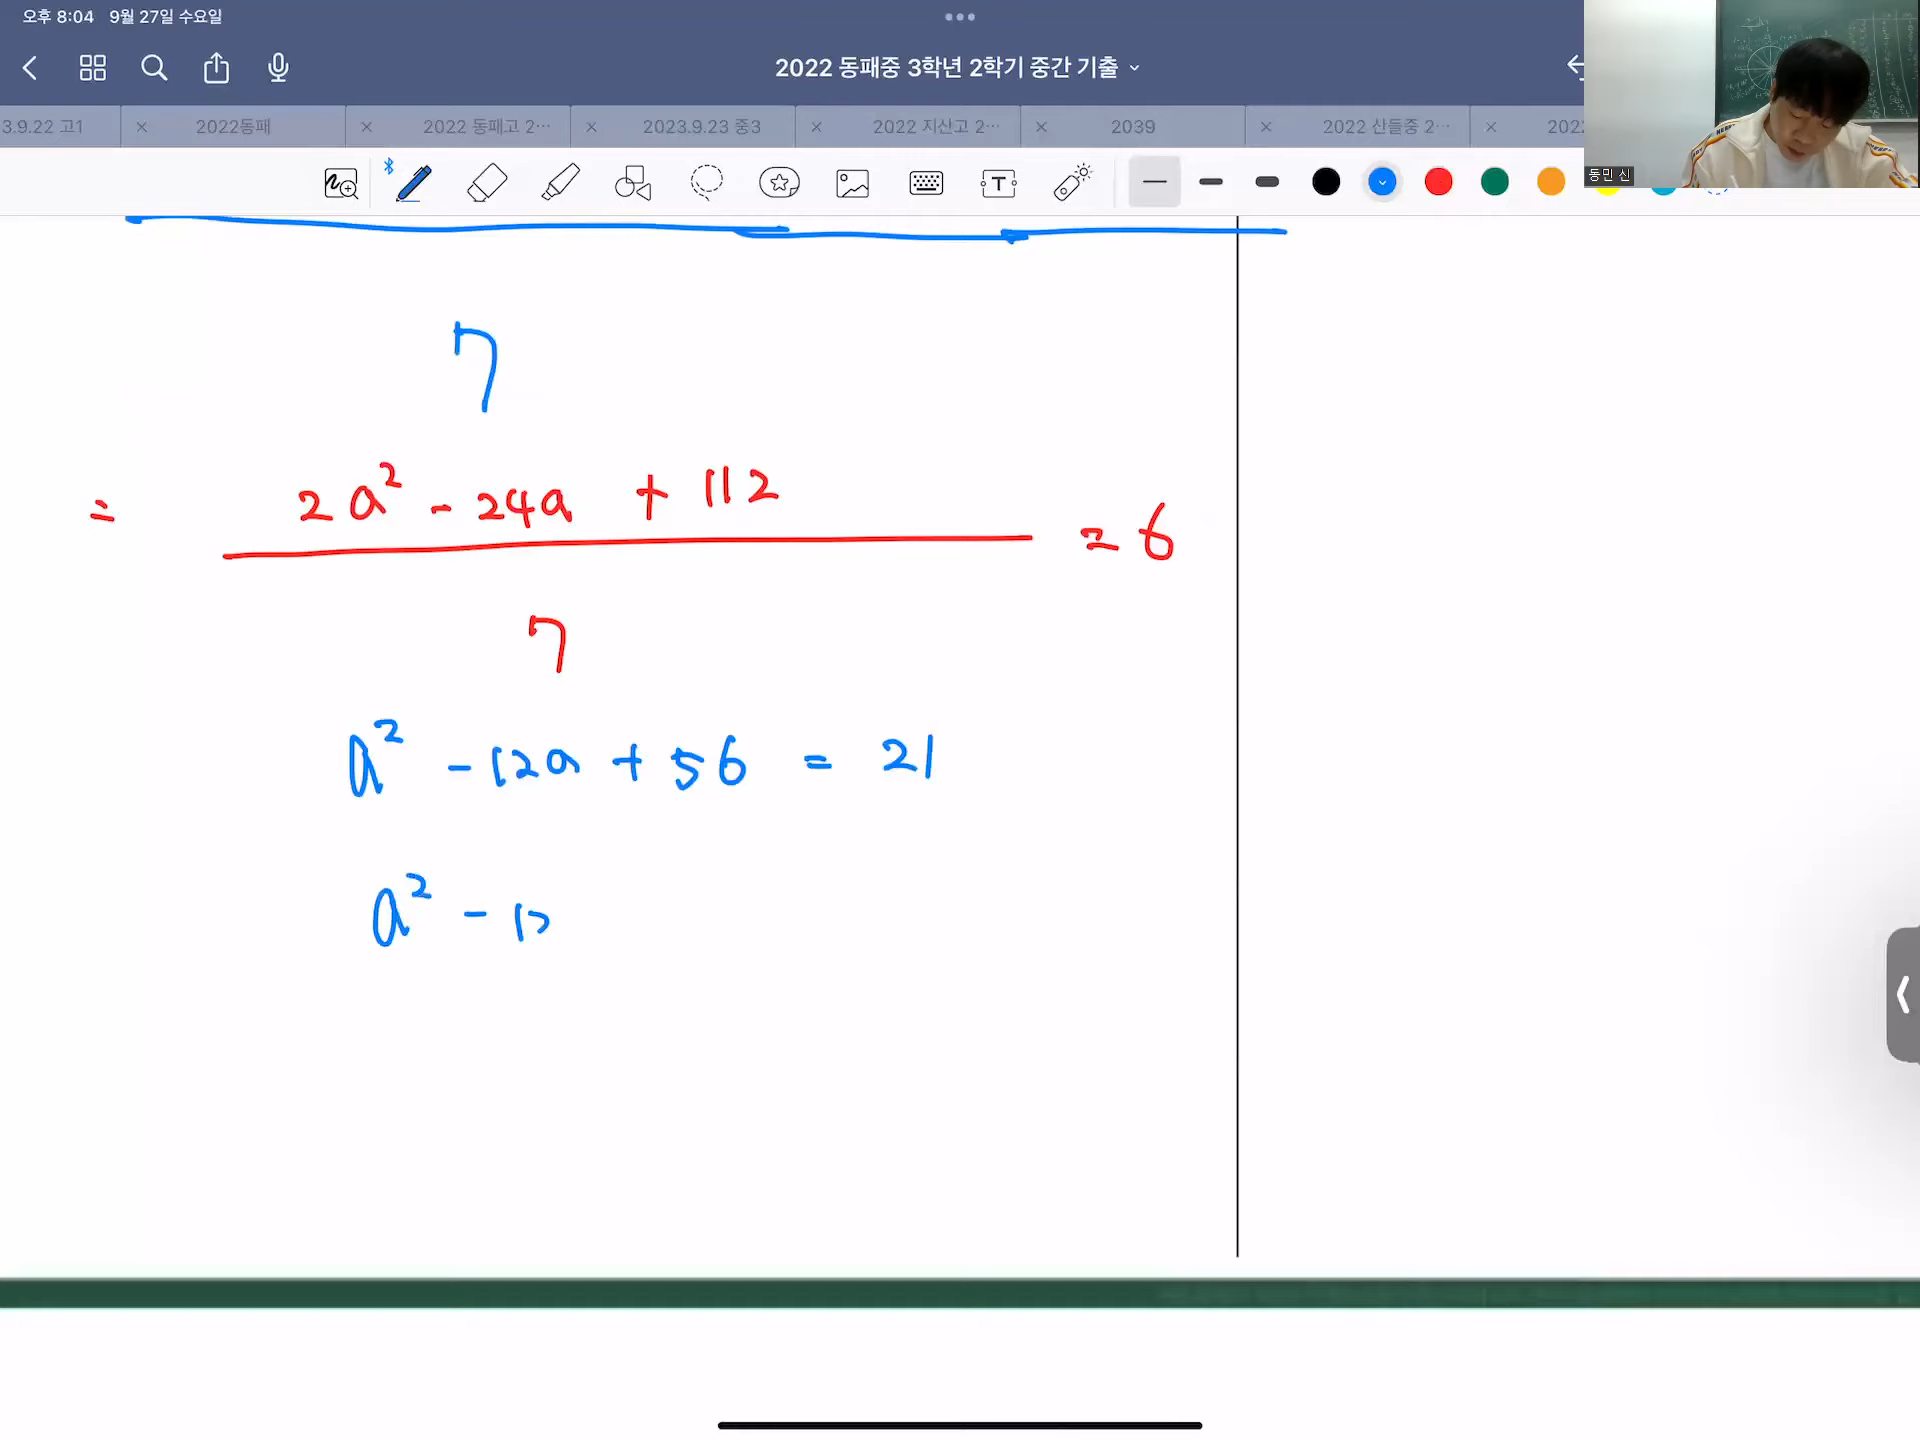 오후 8:04 9월 27일 수요일
2022 동패중 3학년 2학기 중간 기출
3.9.22 고1 2022동패 2022 동패고 2… 2023.9.23 중3 2022 지산고 2… 2039 2022 산들중 2… 202
T
동민 신
7
= 2a² - 24a + 112 = 6
7
a² - 12a + 56 = 21
a² - 12